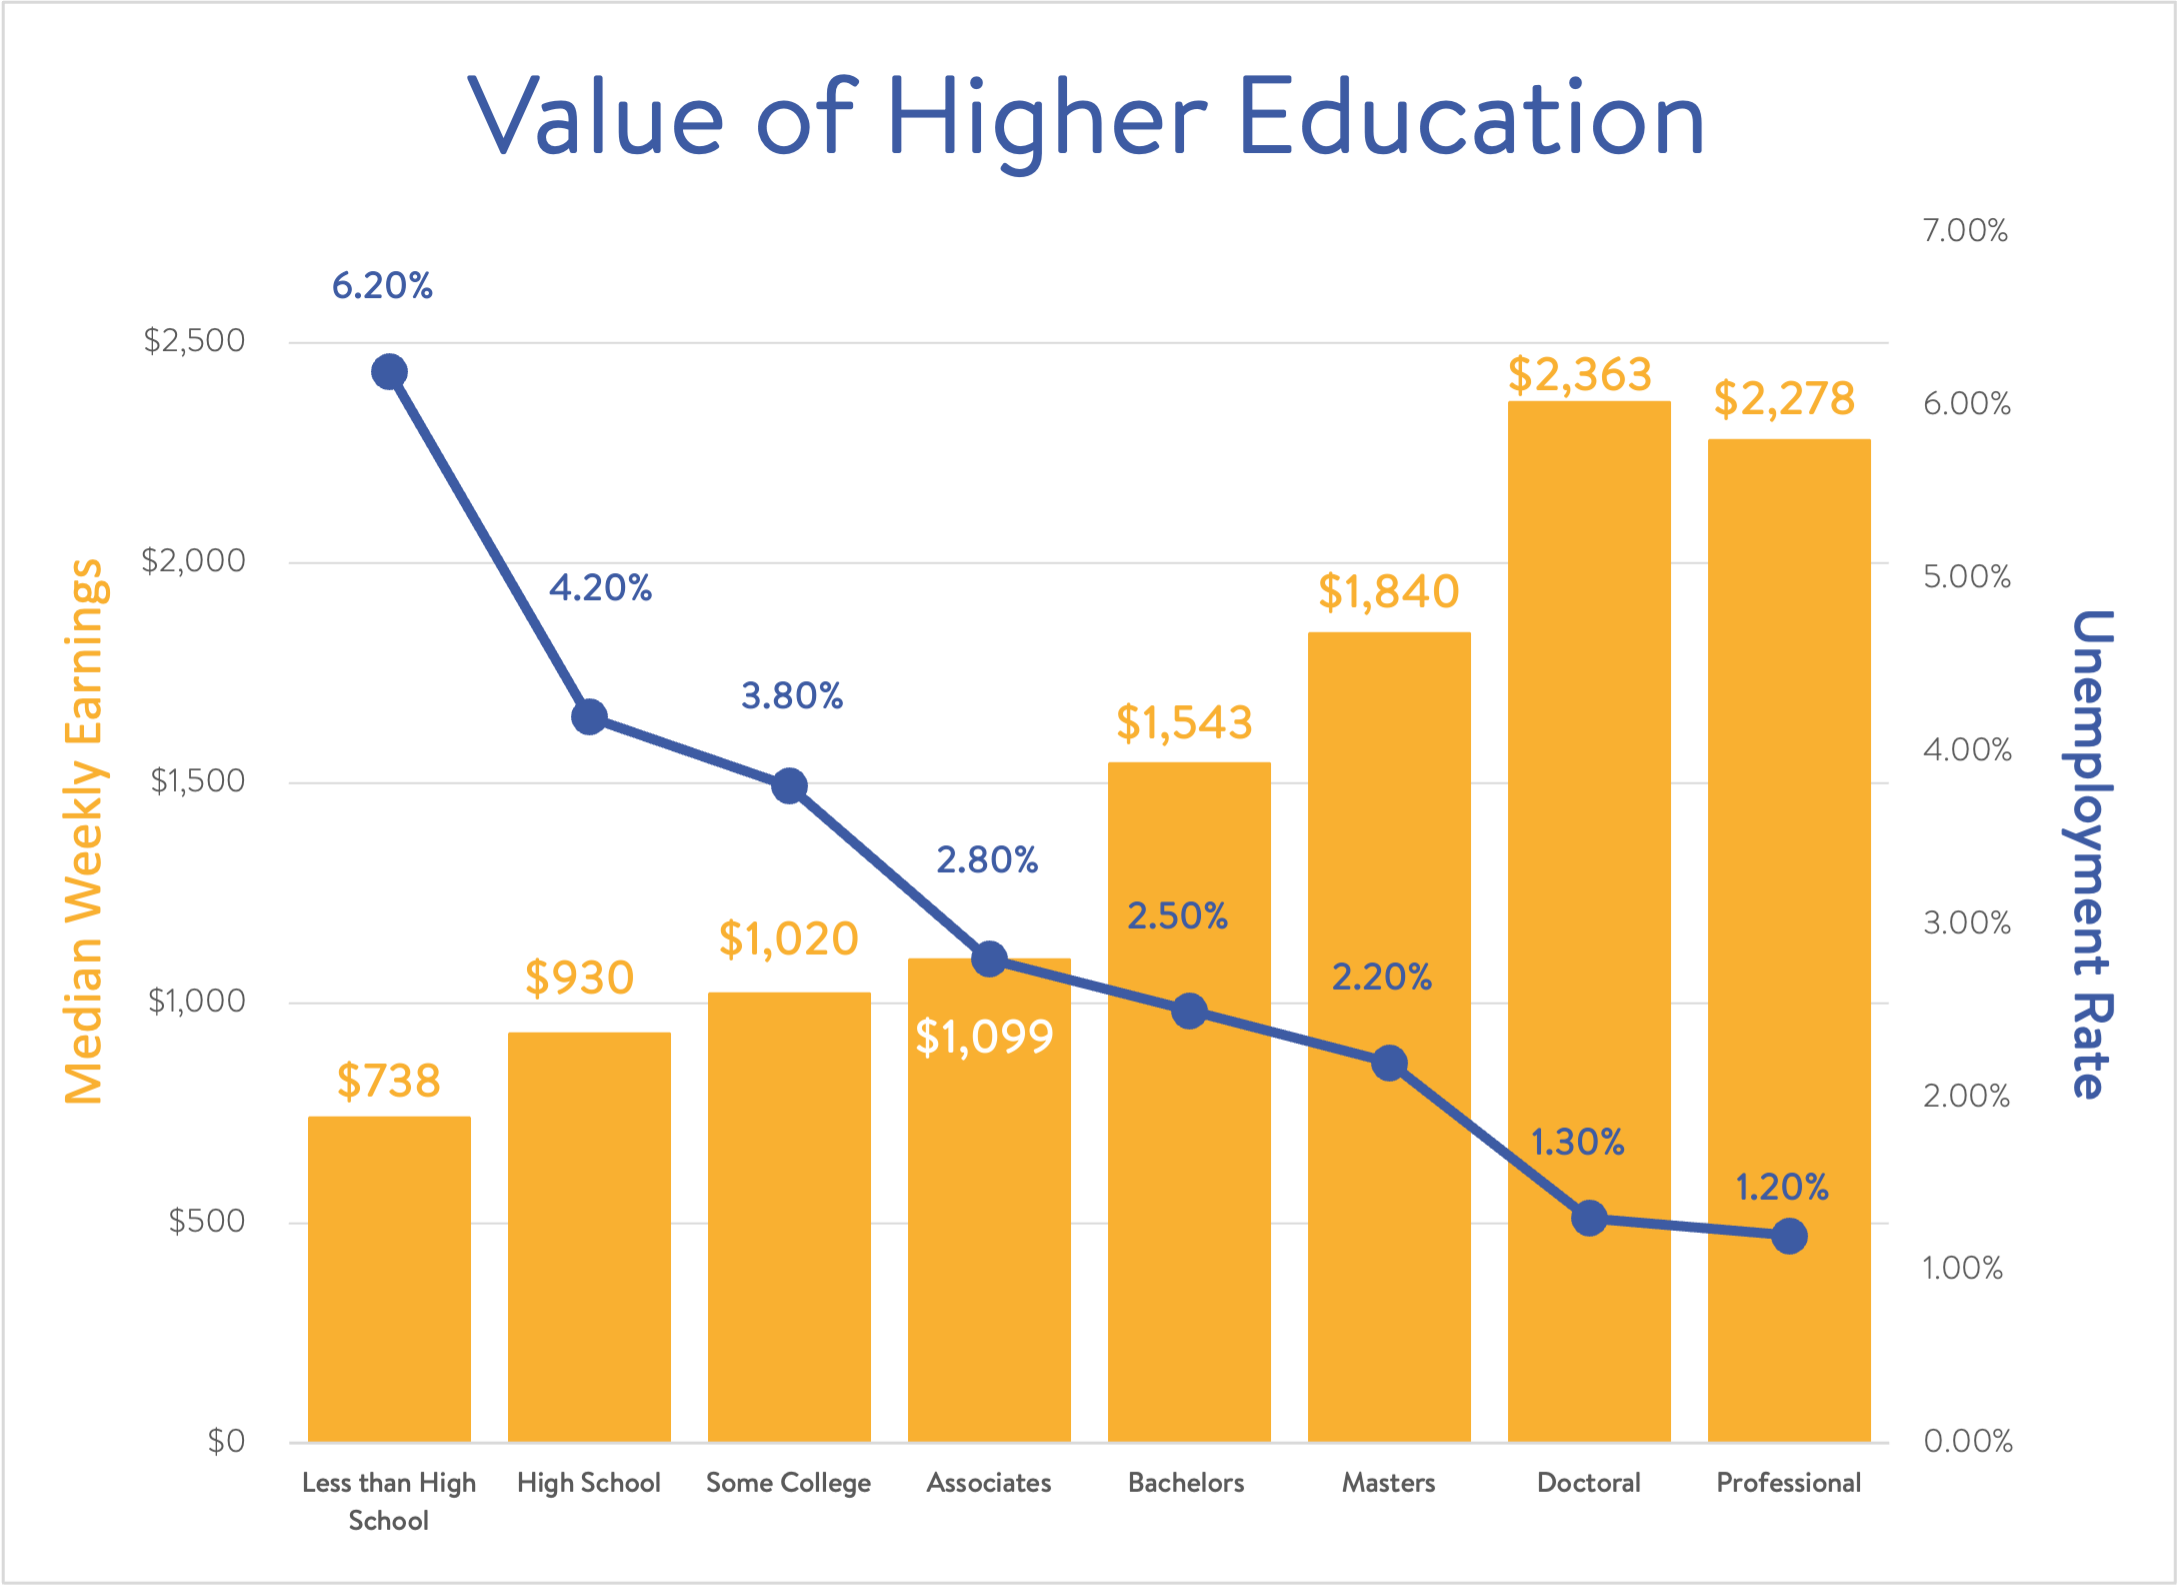 Value of Higher Education
7.00%
6.20%
$2,500
$2,363
$2,278
6.00%
$2,000
4.20%
$1,840
5.00%
3.80%
$1,543
4.00%
$1,500
2.80%
2.50%
3.00%
$1,020
$930
2.20%
$1,000
$1,099
$738
2.00%
1.30%
1.20%
$500
1.00%
$0
0.00%
Median Weekly Earnings
Unemployment Rate
Less than High
School
High School
Some College
Associates
Bachelors
Masters
Doctoral
Professional